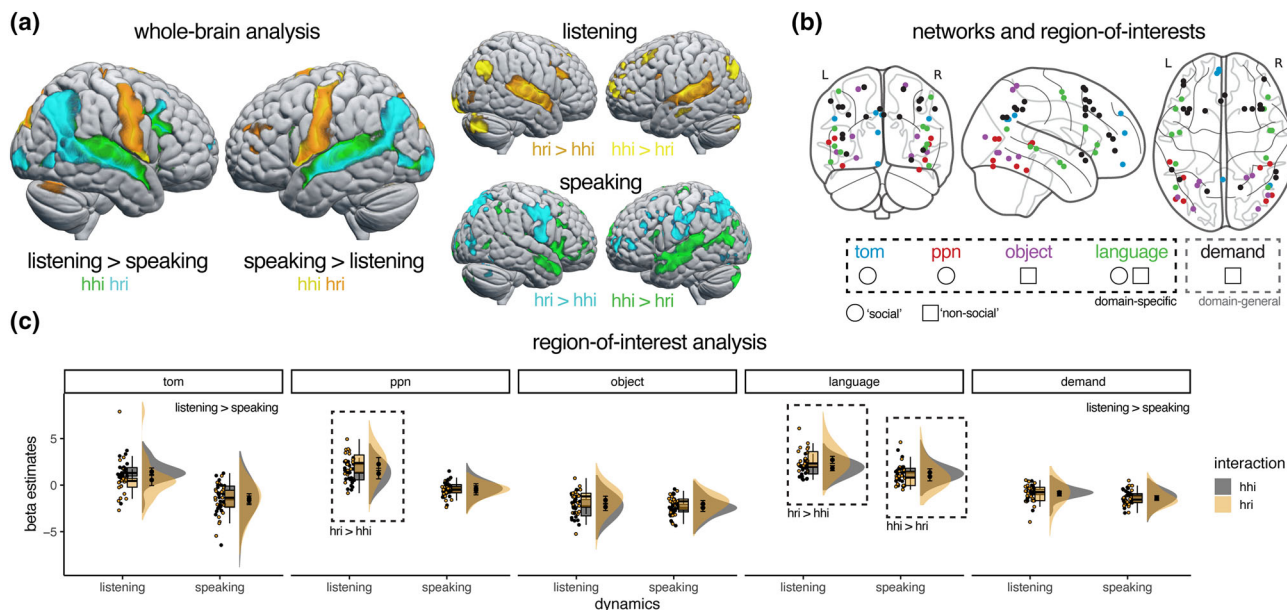 (a)
whole-brain analysis
listening > speaking
hhi hri
speaking > listening
hhi hri
listening
hri > hhi
hhi > hri
speaking
hri > hhi
hhi > hri
(b)
networks and region-of-interests
L
R
L
R
tom
ppn
object
language
demand
domain-specific
domain-general
'social'
'non-social'
(c)
region-of-interest analysis
tom
ppn
object
language
demand
listening > speaking
listening > speaking
beta estimates
5
0
−5
hri > hhi
hri > hhi
hhi > hri
interaction
hhi
hri
listening
speaking
listening
speaking
listening
speaking
listening
speaking
listening
speaking
dynamics